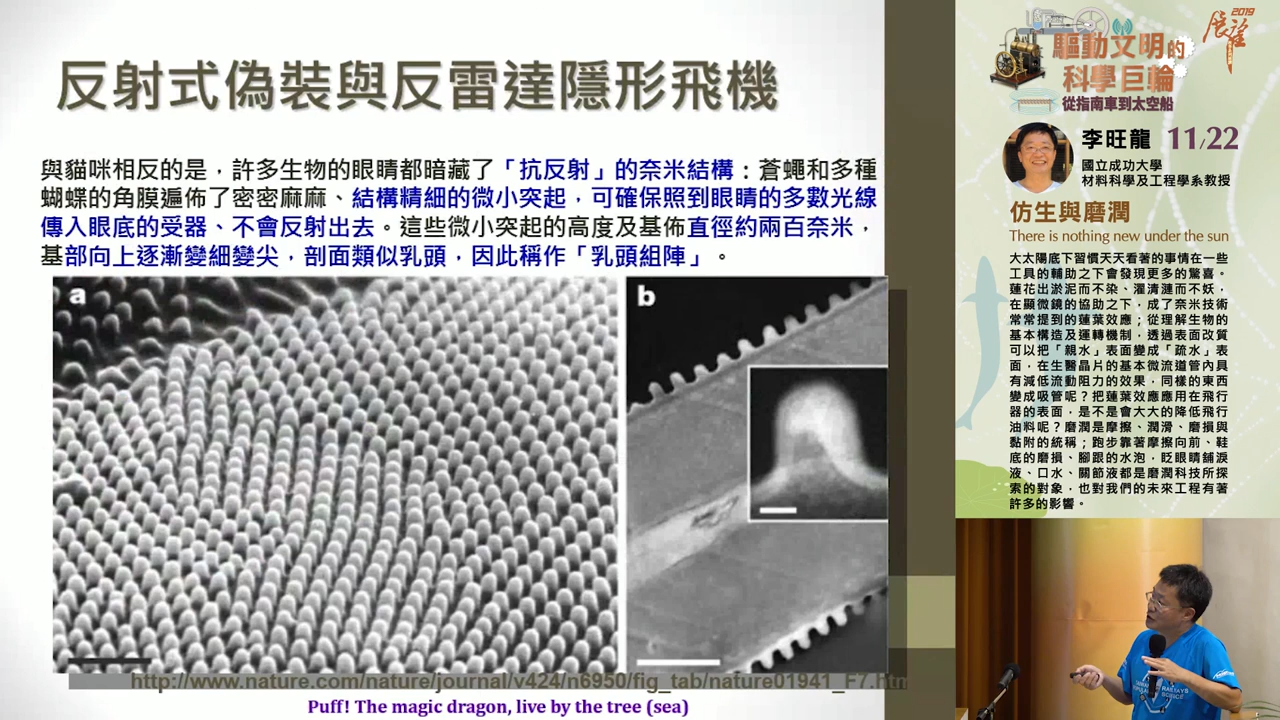 反射式偽裝與反雷達隱形飛機
與貓咪相反的是，許多生物的眼睛都暗藏了「抗反射」的奈米結構：蒼蠅和多種
蝴蝶的角膜遍佈了密密麻麻、結構精細的微小突起，可確保照到眼睛的多數光線
傳入眼底的受器、不會反射出去。這些微小突起的高度及基佈直徑約兩百奈米，
基部向上逐漸變細變尖，剖面類似乳頭，因此稱作「乳頭組陣」。
a
b
http://www.nature.com/nature/journal/v424/n6950/fig_tab/nature01941_F7.htm
Puff! The magic dragon, live by the tree (sea)
2019
展望
驅動文明的
科學巨輪
從指南車到太空船
李旺龍 11/22
國立成功大學
材料科學及工程學系教授
仿生與磨潤
There is nothing new under the sun
大太陽底下習慣天天看著的事情在一些
工具的輔助之下會發現更多的驚喜。
蓮花出淤泥而不染、濯清漣而不妖，
在顯微鏡的協助之下，成了奈米技術
常常提到的蓮葉效應；從理解生物的
基本構造及運轉機制，透過表面改質
可以把「親水」表面變成「疏水」表
面，在生醫晶片的基本微流道管內具
有減低流動阻力的效果，同樣的東西
變成吸管呢？把蓮葉效應應用在飛行
器的表面，是不是會大大的降低飛行
油料呢？磨潤是摩擦、潤滑、磨損與
黏附的統稱；跑步靠著摩擦向前、鞋
底的磨損、腳跟的水泡，眨眼睛舖淚
液、口水、關節液都是磨潤科技所探
索的對象，也對我們的未來工程有著
許多的影響。